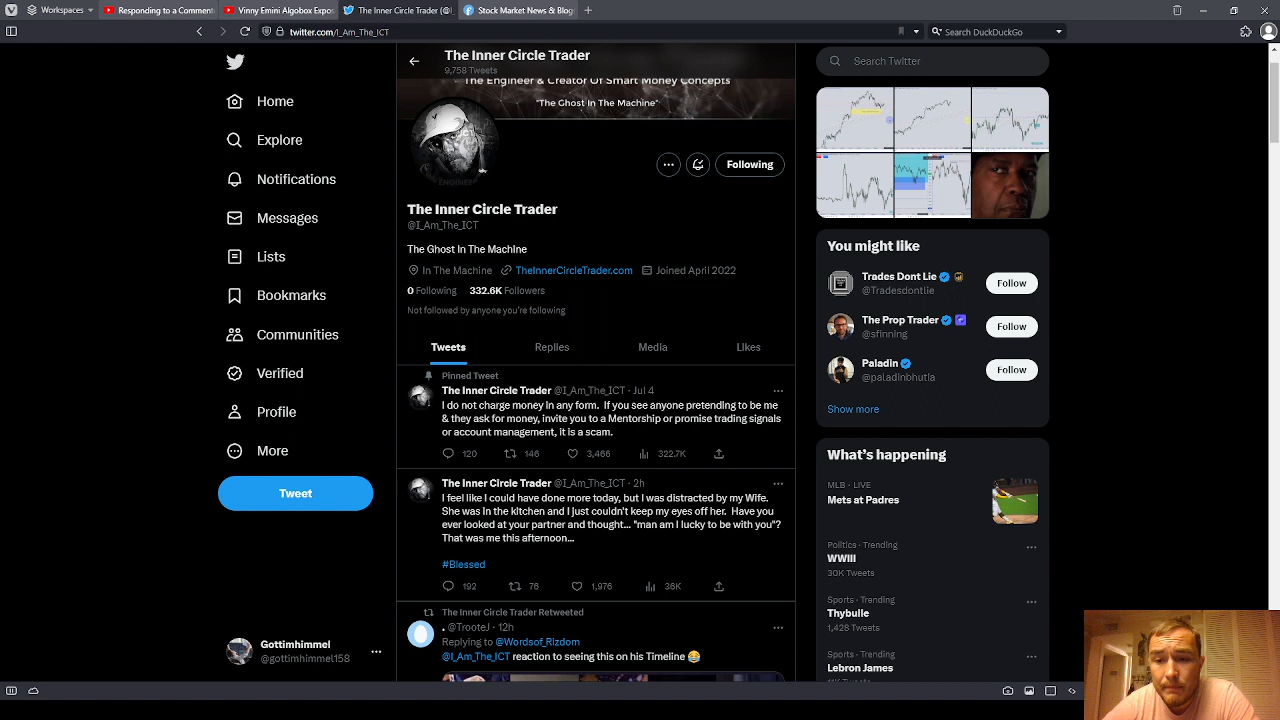 Workspaces
Responding to Comment
Vinny Emini Algobox Expos
The Inner Circle Trader (@I
Stock Market News & Blog
twitter.com/I_Am_The_ICT
Search DuckDuckGo
Home
Explore
Notifications
Messages
Lists
Bookmarks
Communities
Verified
Profile
More
Tweet
Gottimhimmel
@gottimhimmel158
The Inner Circle Trader
9,758 Tweets
The Engineer & Creator Of Smart Money Concepts
"The Ghost In The Machine"
ENGINEER
Following
The Inner Circle Trader
@I_Am_The_ICT
The Ghost In The Machine
In The Machine TheInnerCircleTrader.com Joined April 2022
0 Following 332.6K Followers
Not followed by anyone you're following
Tweets Replies Media Likes
Pinned Tweet
The Inner Circle Trader @I_Am_The_ICT · Jul 4
I do not charge money in any form. If you see anyone pretending to be me
& they ask for money, invite you to a Mentorship or promise trading signals
or account management, it is a scam.
120 146 3,466 322.7K
The Inner Circle Trader @I_Am_The_ICT · 2h
I feel like I could have done more today, but I was distracted by my Wife.
She was in the kitchen and I just couldn't keep my eyes off her. Have you
ever looked at your partner and thought... "man am I lucky to be with you"?
That was me this afternoon...
#Blessed
192 76 1,976 36K
The Inner Circle Trader Retweeted
. @TrooteJ · 12h
Replying to @Wordsof_Rizdom
@I_Am_The_ICT reaction to seeing this on his Timeline 😂
Search Twitter
You might like
Trades Dont Lie
@Tradesdontlie
Follow
The Prop Trader
@sfinning
Follow
Paladin
@paladinbhutia
Follow
Show more
What's happening
MLB · LIVE
Mets at Padres
Politics · Trending
WWIII
30K Tweets
Sports · Trending
Thybulle
1,428 Tweets
Sports · Trending
Lebron James